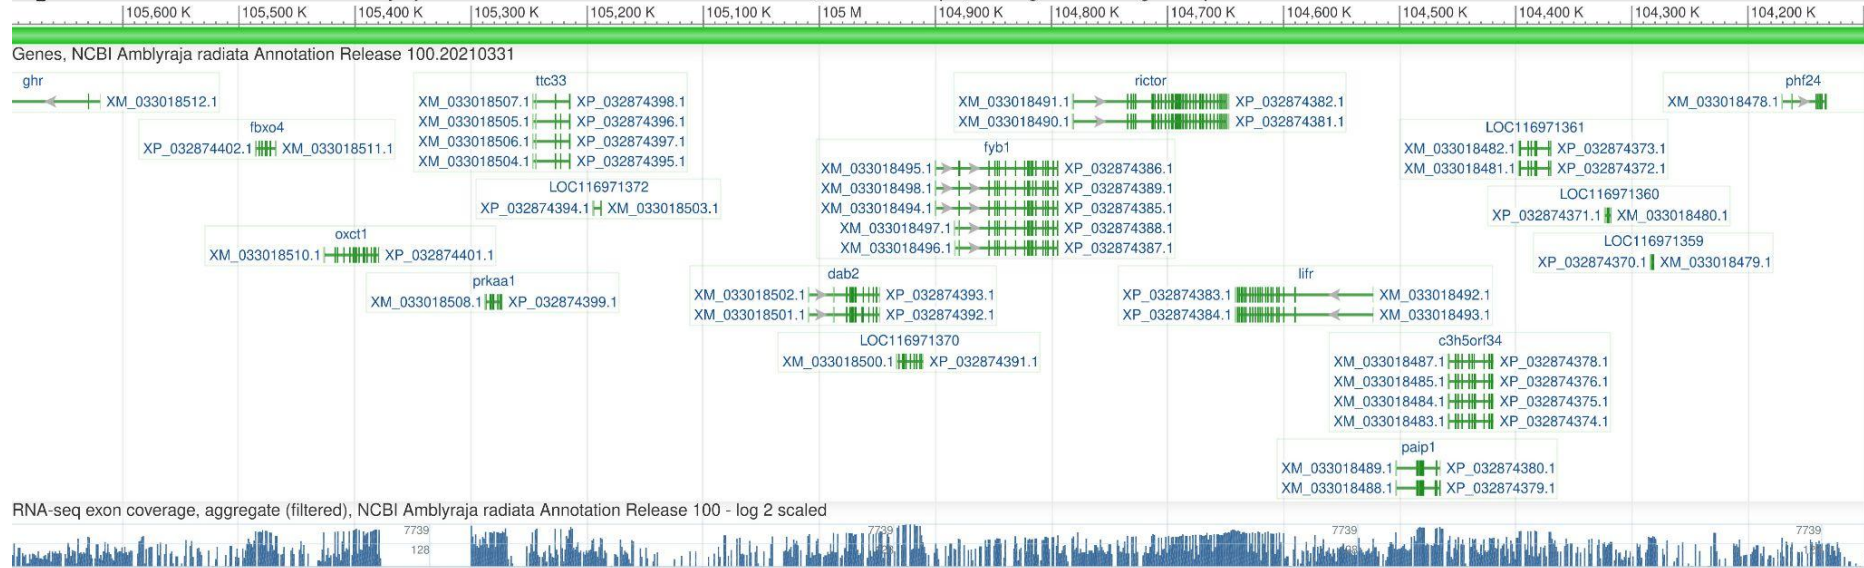 105,600 K 105,500 K 105,400 K 105,300 K 105,200 K 105,100 K 105 M 104,900 K 104,800 K 104,700 K 104,600 K 104,500 K 104,400 K 104,300 K 104,200 K
Genes, NCBI Amblyraja radiata Annotation Release 100.20210331
ghr ttc33 rictor phf24
XM_033018512.1 XM_033018507.1 XP_032874398.1 XM_033018491.1 XP_032874382.1 XM_033018478.1
XM_033018505.1 XP_032874396.1 XM_033018490.1 XP_032874381.1
fbxo4 LOC116971361
XM_033018506.1 XP_032874397.1
XP_032874402.1 XM_033018511.1 fyb1 XM_033018482.1 XP_032874373.1
XM_033018504.1 XP_032874395.1
XM_033018495.1 XP_032874386.1 XM_033018481.1 XP_032874372.1
LOC116971372 XM_033018498.1 XP_032874389.1 LOC116971360
XP_032874394.1 XM_033018503.1 XM_033018494.1 XP_032874385.1 XP_032874371.1 XM_033018480.1
oxct1 XM_033018497.1 XP_032874388.1 LOC116971359
XM_033018510.1 XP_032874401.1 XM_033018496.1 XP_032874387.1 XP_032874370.1 XM_033018479.1
prkaa1 dab2 lifr
XM_033018508.1 XP_032874399.1 XM_033018502.1 XP_032874393.1 XP_032874383.1 XM_033018492.1
XM_033018501.1 XP_032874392.1 XP_032874384.1 XM_033018493.1
LOC116971370 c3h5orf34
XM_033018500.1 XP_032874391.1 XM_033018487.1 XP_032874378.1
XM_033018485.1 XP_032874376.1
XM_033018484.1 XP_032874375.1
XM_033018483.1 XP_032874374.1
paip1
XM_033018489.1 XP_032874380.1
XM_033018488.1 XP_032874379.1
RNA-seq exon coverage, aggregate (filtered), NCBI Amblyraja radiata Annotation Release 100 - log 2 scaled
7739 7739 7739 7739
128